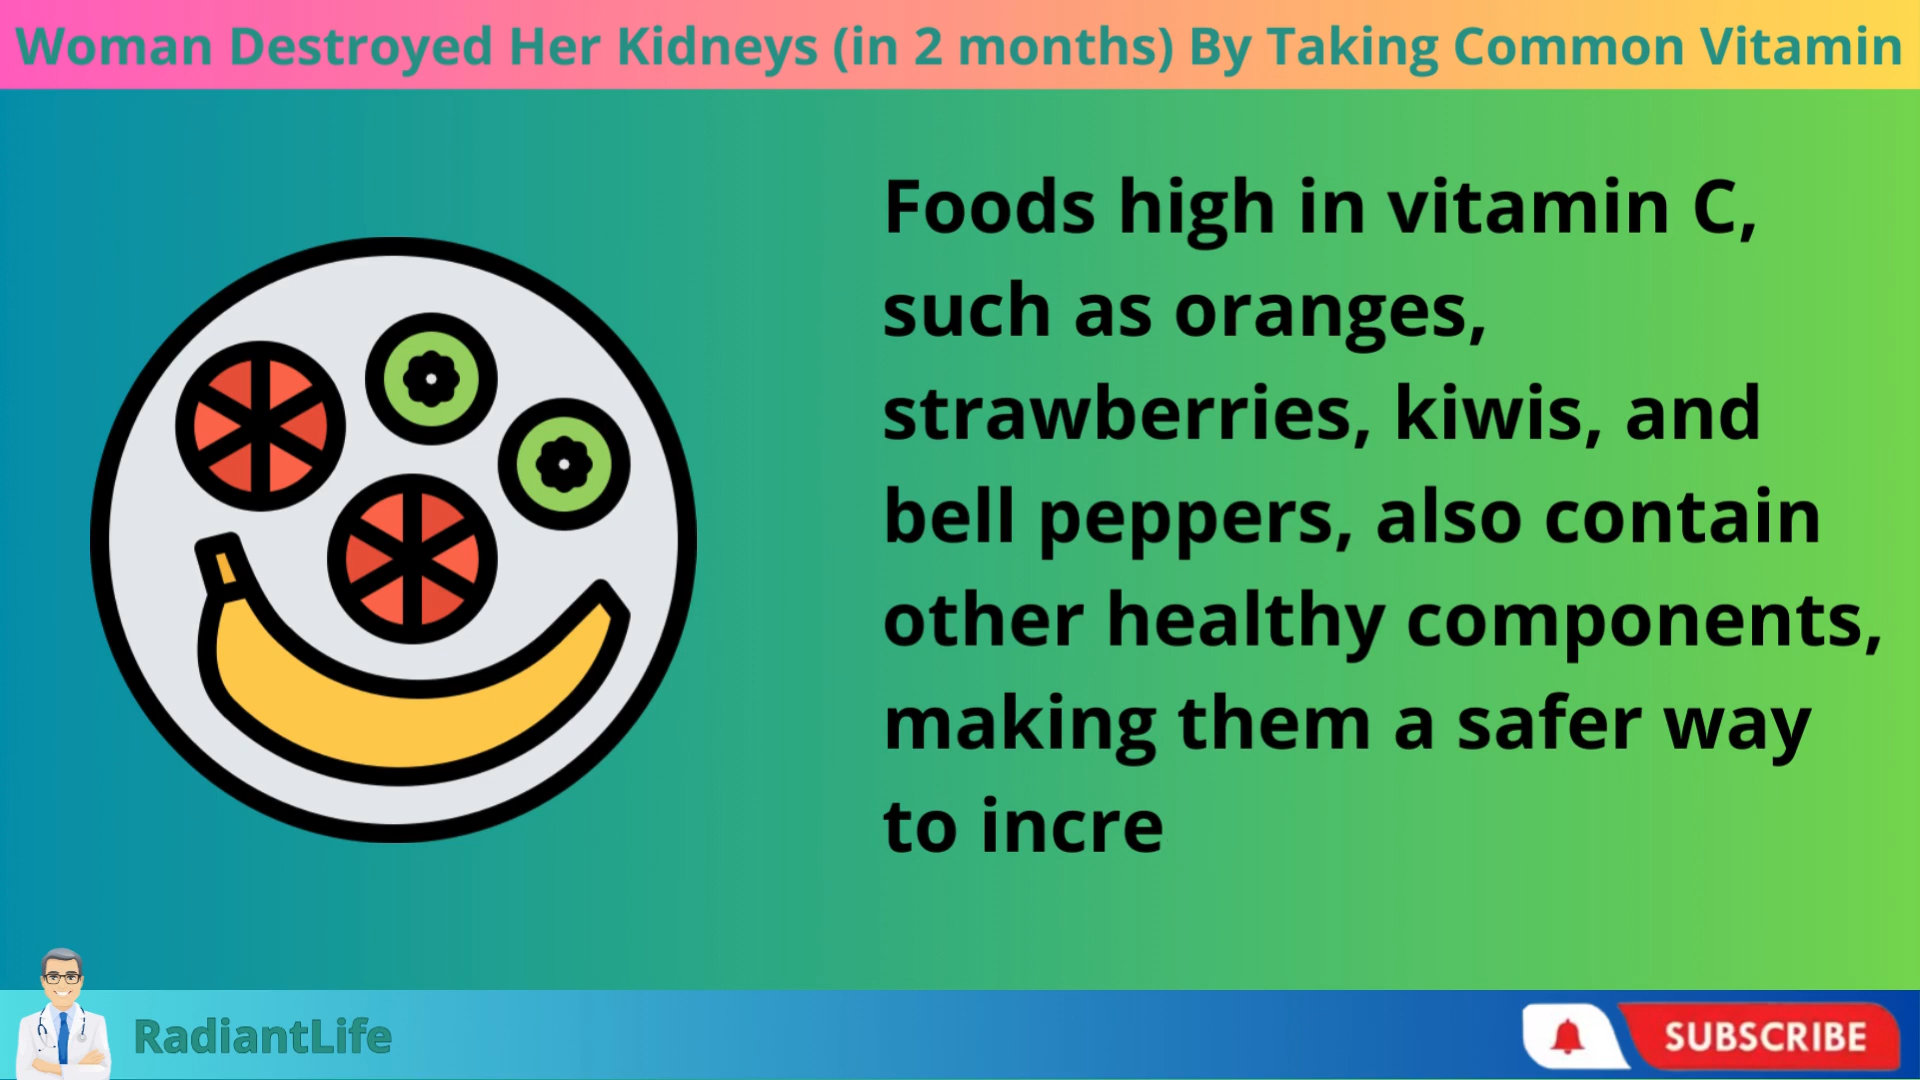 Woman Destroyed Her Kidneys (in 2 months) By Taking Common Vitamin
Foods high in vitamin C,
such as oranges,
strawberries, kiwis, and
bell peppers, also contain
other healthy components,
making them a safer way
to incre
RadiantLife
SUBSCRIBE